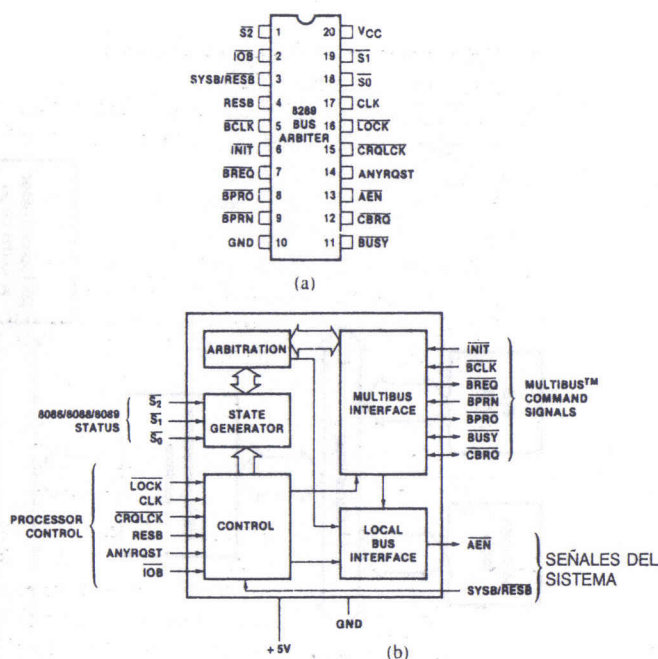 S2 1 20 VCC
IOB 2 19 S1
SYSB/RESB 3 18 S0
RESB 4 17 CLK
BCLK 5 16 LOCK
INIT 6 15 CRQLCK
BREQ 7 14 ANYRQST
BPRO 8 13 AEN
BPRN 9 12 CBRQ
GND 10 11 BUSY
8289
BUS
ARBITER
(a)
ARBITRATION
STATE
GENERATOR
CONTROL
MULTIBUS
INTERFACE
LOCAL
BUS
INTERFACE
8086/8088/8089
STATUS
S2
S1
S0
PROCESSOR
CONTROL
LOCK
CLK
CRQLCK
RESB
ANYRQST
IOB
INIT
BCLK
BREQ
BPRN
BPRO
BUSY
CBRQ
MULTIBUS™
COMMAND
SIGNALS
AEN
SYSB/RESB
SEÑALES DEL
SISTEMA
+5V
GND
(b)